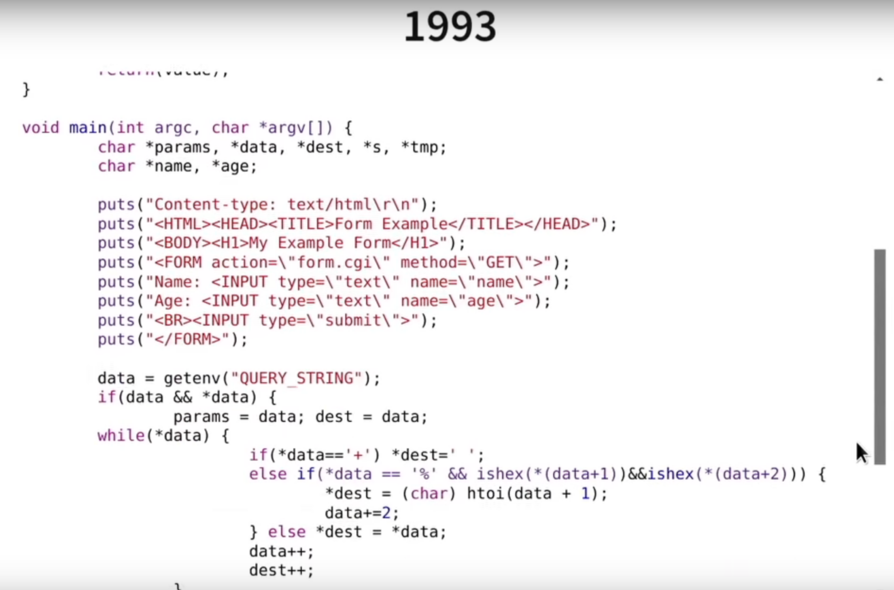 1993
return(value);
}
void main(int argc, char *argv[]) {
char *params, *data, *dest, *s, *tmp;
char *name, *age;
puts("Content-type: text/html\r\n");
puts("<HTML><HEAD><TITLE>Form Example</TITLE></HEAD>");
puts("<BODY><H1>My Example Form</H1>");
puts("<FORM action=\"form.cgi\" method=\"GET\">");
puts("Name: <INPUT type=\"text\" name=\"name\">");
puts("Age: <INPUT type=\"text\" name=\"age\">");
puts("<BR><INPUT type=\"submit\">");
puts("</FORM>");
data = getenv("QUERY_STRING");
if(data && *data) {
params = data; dest = data;
while(*data) {
if(*data=='+') *dest=' ';
else if(*data == '%' && ishex(*(data+1))&&ishex(*(data+2))) {
*dest = (char) htoi(data + 1);
data+=2;
} else *dest = *data;
data++;
dest++;
}